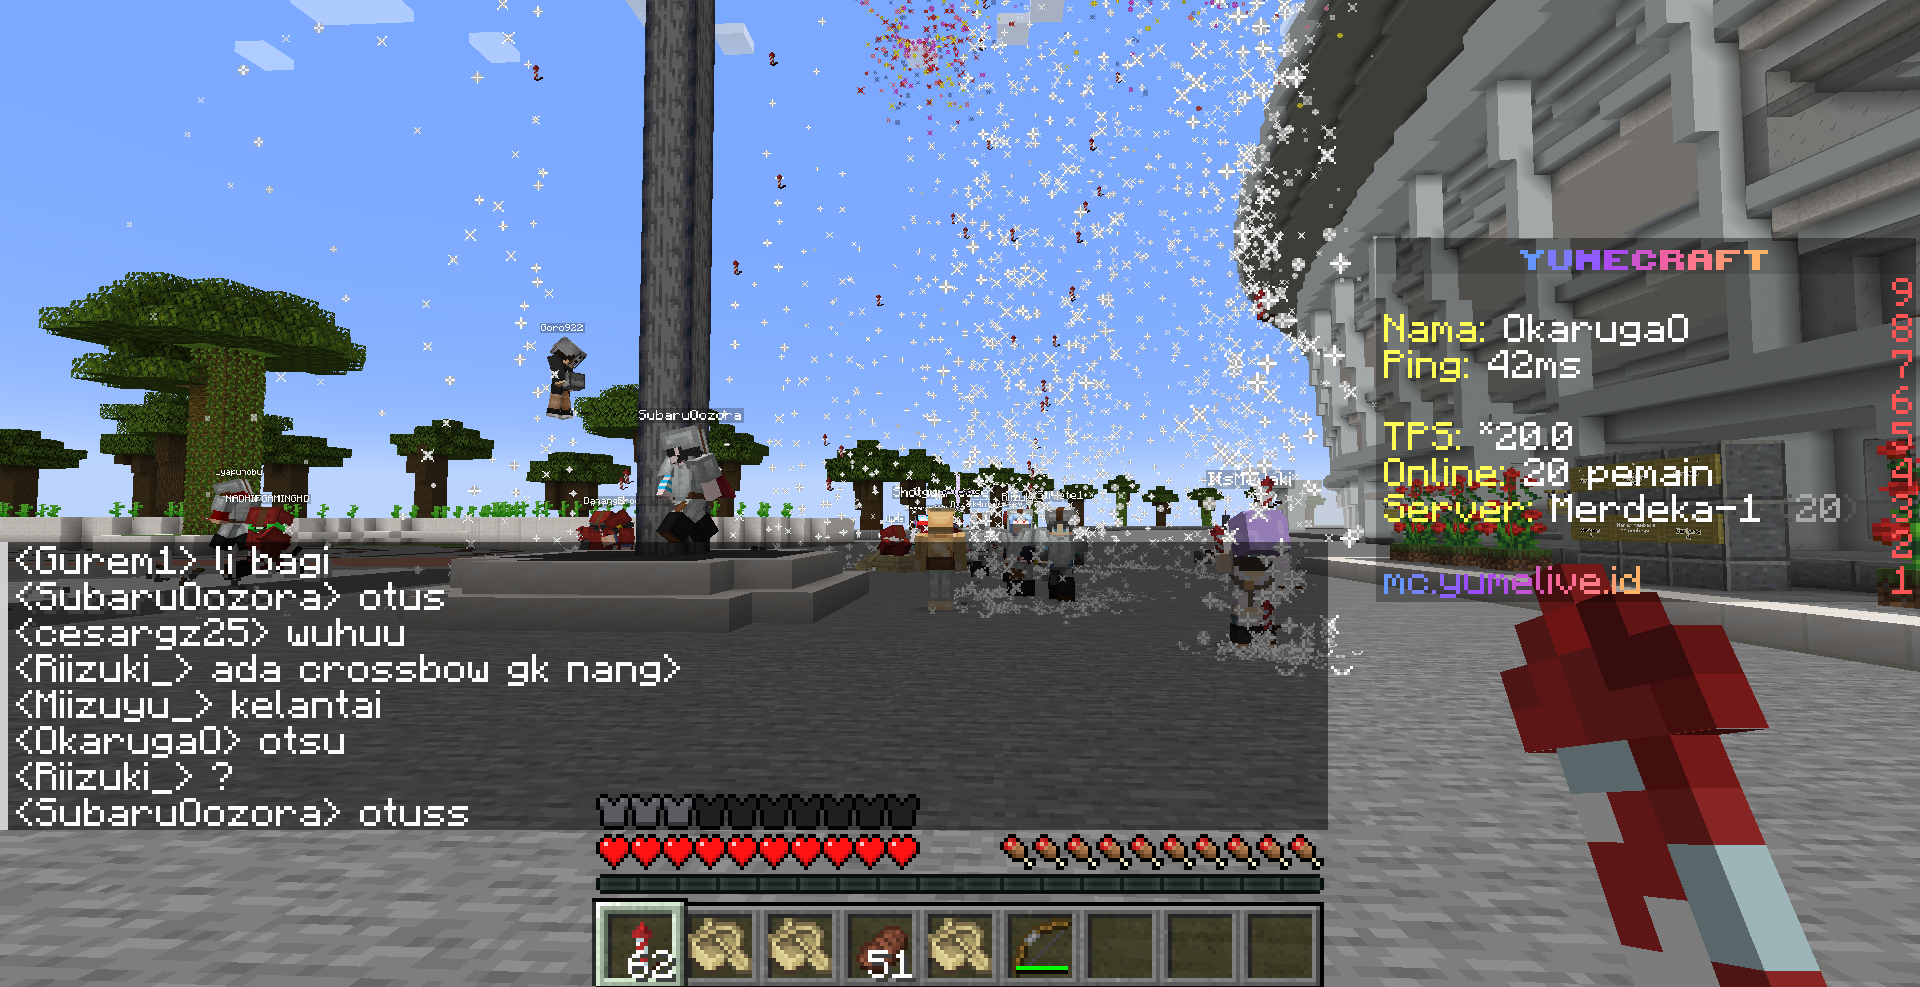 Goro922
SubaruOozora
_yafunobu_
NADHIFGAMINGHD
YUMECRAFT
Nama: Okaruga0
Ping: 42ms
TPS: *20.0
Online: 20 pemain
Server: Merdeka-1
mc.yumelive.id
9
8
7
6
5
4
3
2
1
<Gurem1> li bagi
<SubaruOozora> otus
<cesargz25> wuhuu
<Riizuki_> ada crossbow gk nang>
<Miizuyu_> kelantai
<Okaruga0> otsu
<Riizuki_> ?
<SubaruOozora> otuss
62
51